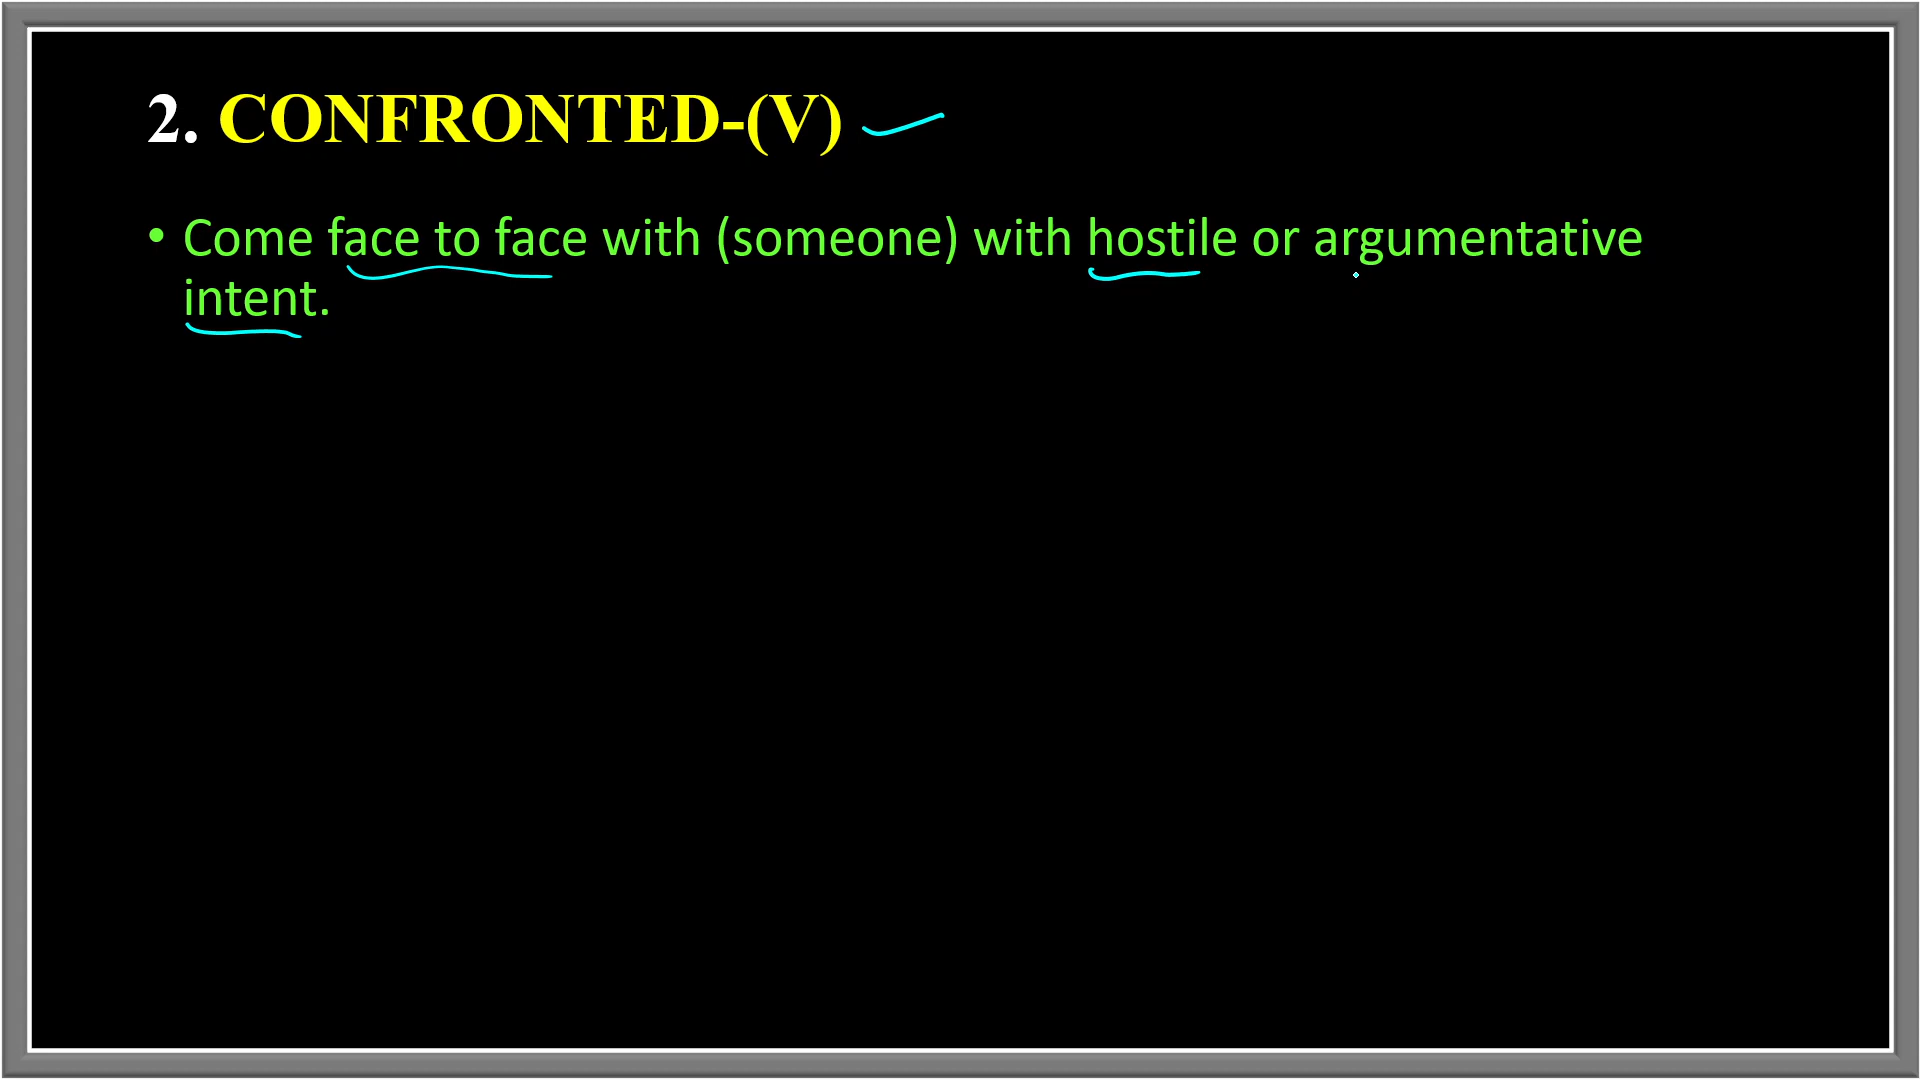 2. CONFRONTED-(V)
• Come face to face with (someone) with hostile or argumentative
intent.